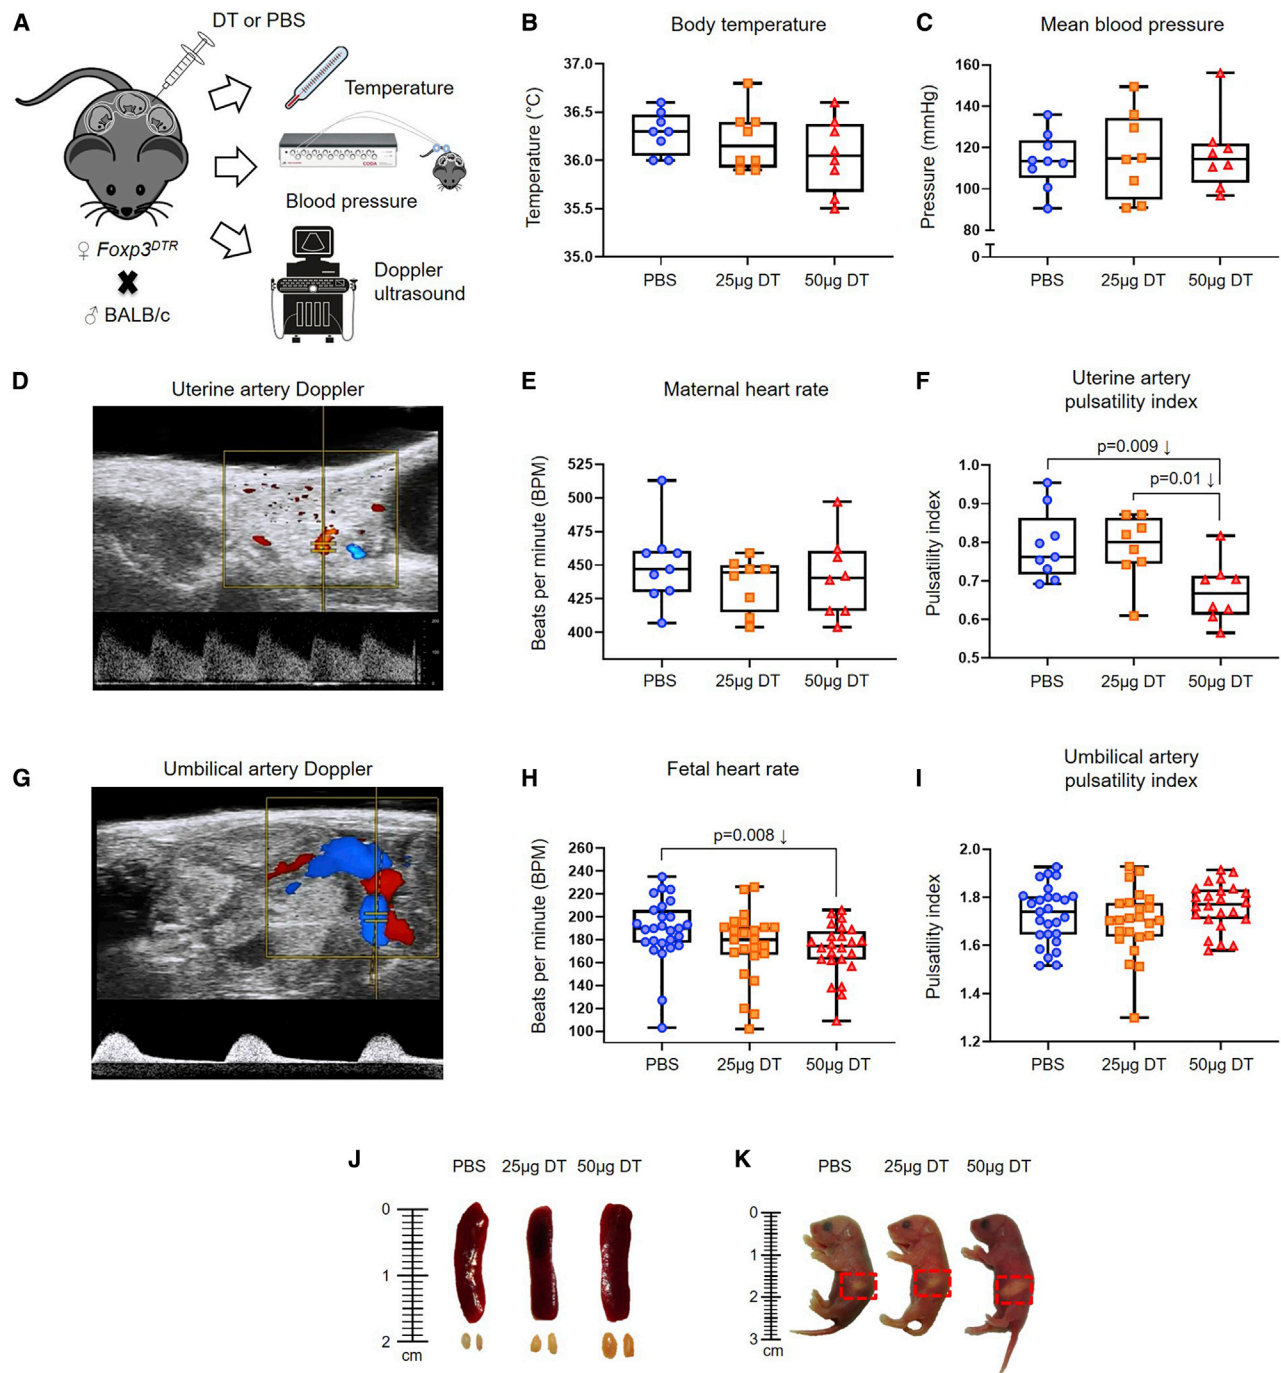 A
DT or PBS
Temperature
CODA
Blood pressure
♀ Foxp3DTR
♂ BALB/c
Doppler
ultrasound
B
Body temperature
Temperature (°C)
37.0
36.5
36.0
35.5
35.0
PBS 25µg DT 50µg DT
C
Mean blood pressure
Pressure (mmHg)
160
140
120
100
80
0
PBS 25µg DT 50µg DT
D
Uterine artery Doppler
E
Maternal heart rate
Beats per minute (BPM)
525
500
475
450
425
400
PBS 25µg DT 50µg DT
F
Uterine artery
pulsatility index
p=0.009 ↓
p=0.01 ↓
Pulsatility index
1.0
0.9
0.8
0.7
0.6
0.5
PBS 25µg DT 50µg DT
G
Umbilical artery Doppler
H
Fetal heart rate
p=0.008 ↓
Beats per minute (BPM)
260
240
220
200
180
160
140
120
100
PBS 25µg DT 50µg DT
I
Umbilical artery
pulsatility index
Pulsatility index
2.0
1.8
1.6
1.4
1.2
PBS 25µg DT 50µg DT
J
PBS 25µg DT 50µg DT
0
1
2
cm
K
PBS 25µg DT 50µg DT
0
1
2
3
cm